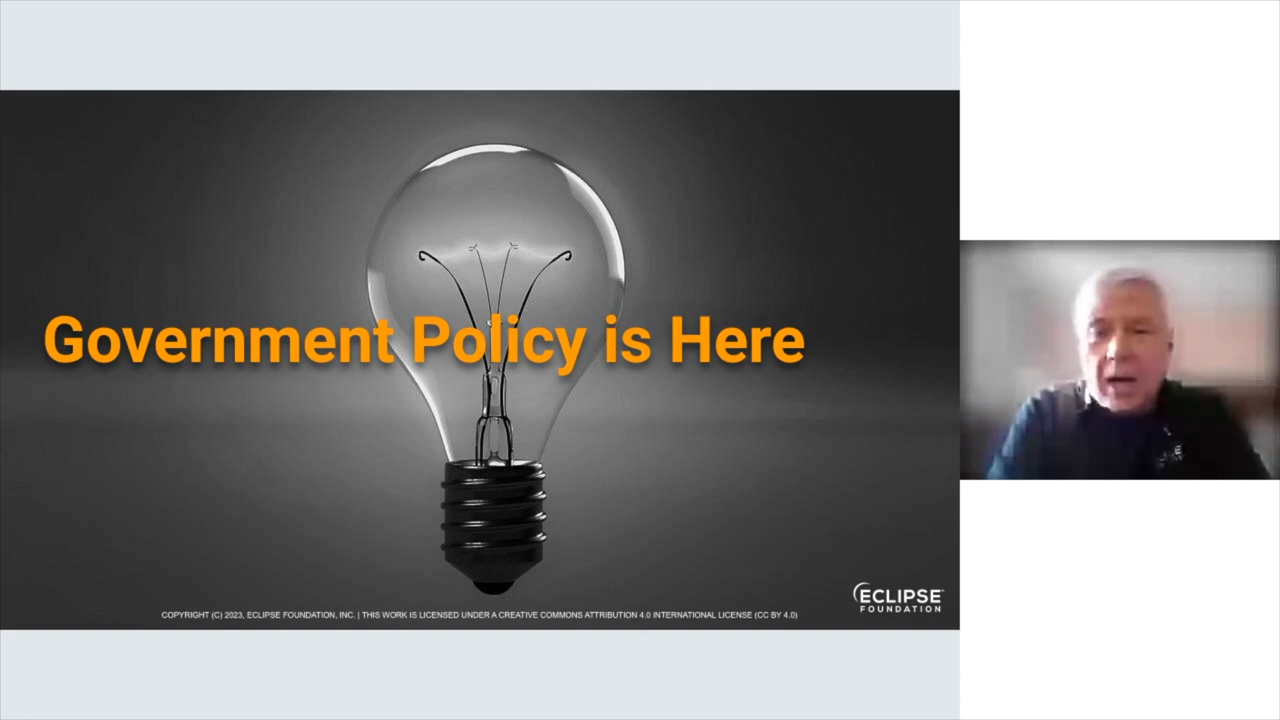 Government Policy is Here
ECLIPSE
FOUNDATION
COPYRIGHT (C) 2023, ECLIPSE FOUNDATION, INC. | THIS WORK IS LICENSED UNDER A CREATIVE COMMONS ATTRIBUTION 4.0 INTERNATIONAL LICENSE (CC BY 4.0)